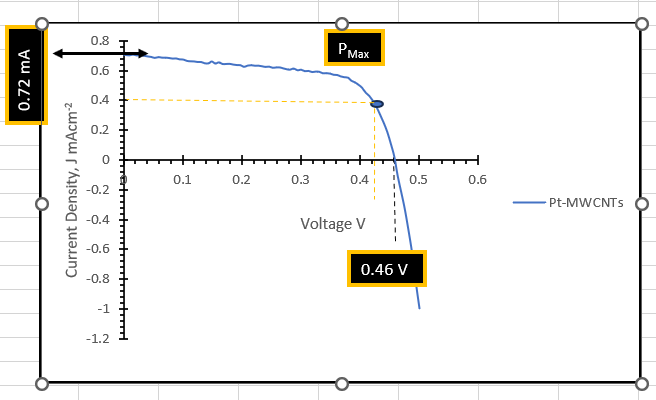 0.72 mA
P Max
0.8
0.6
0.4
0.2
0
-0.2
-0.4
-0.6
-0.8
-1
-1.2
0 0.1 0.2 0.3 0.4 0.5 0.6
Current Density, J mAcm-2
Voltage V
0.46 V
Pt-MWCNTs